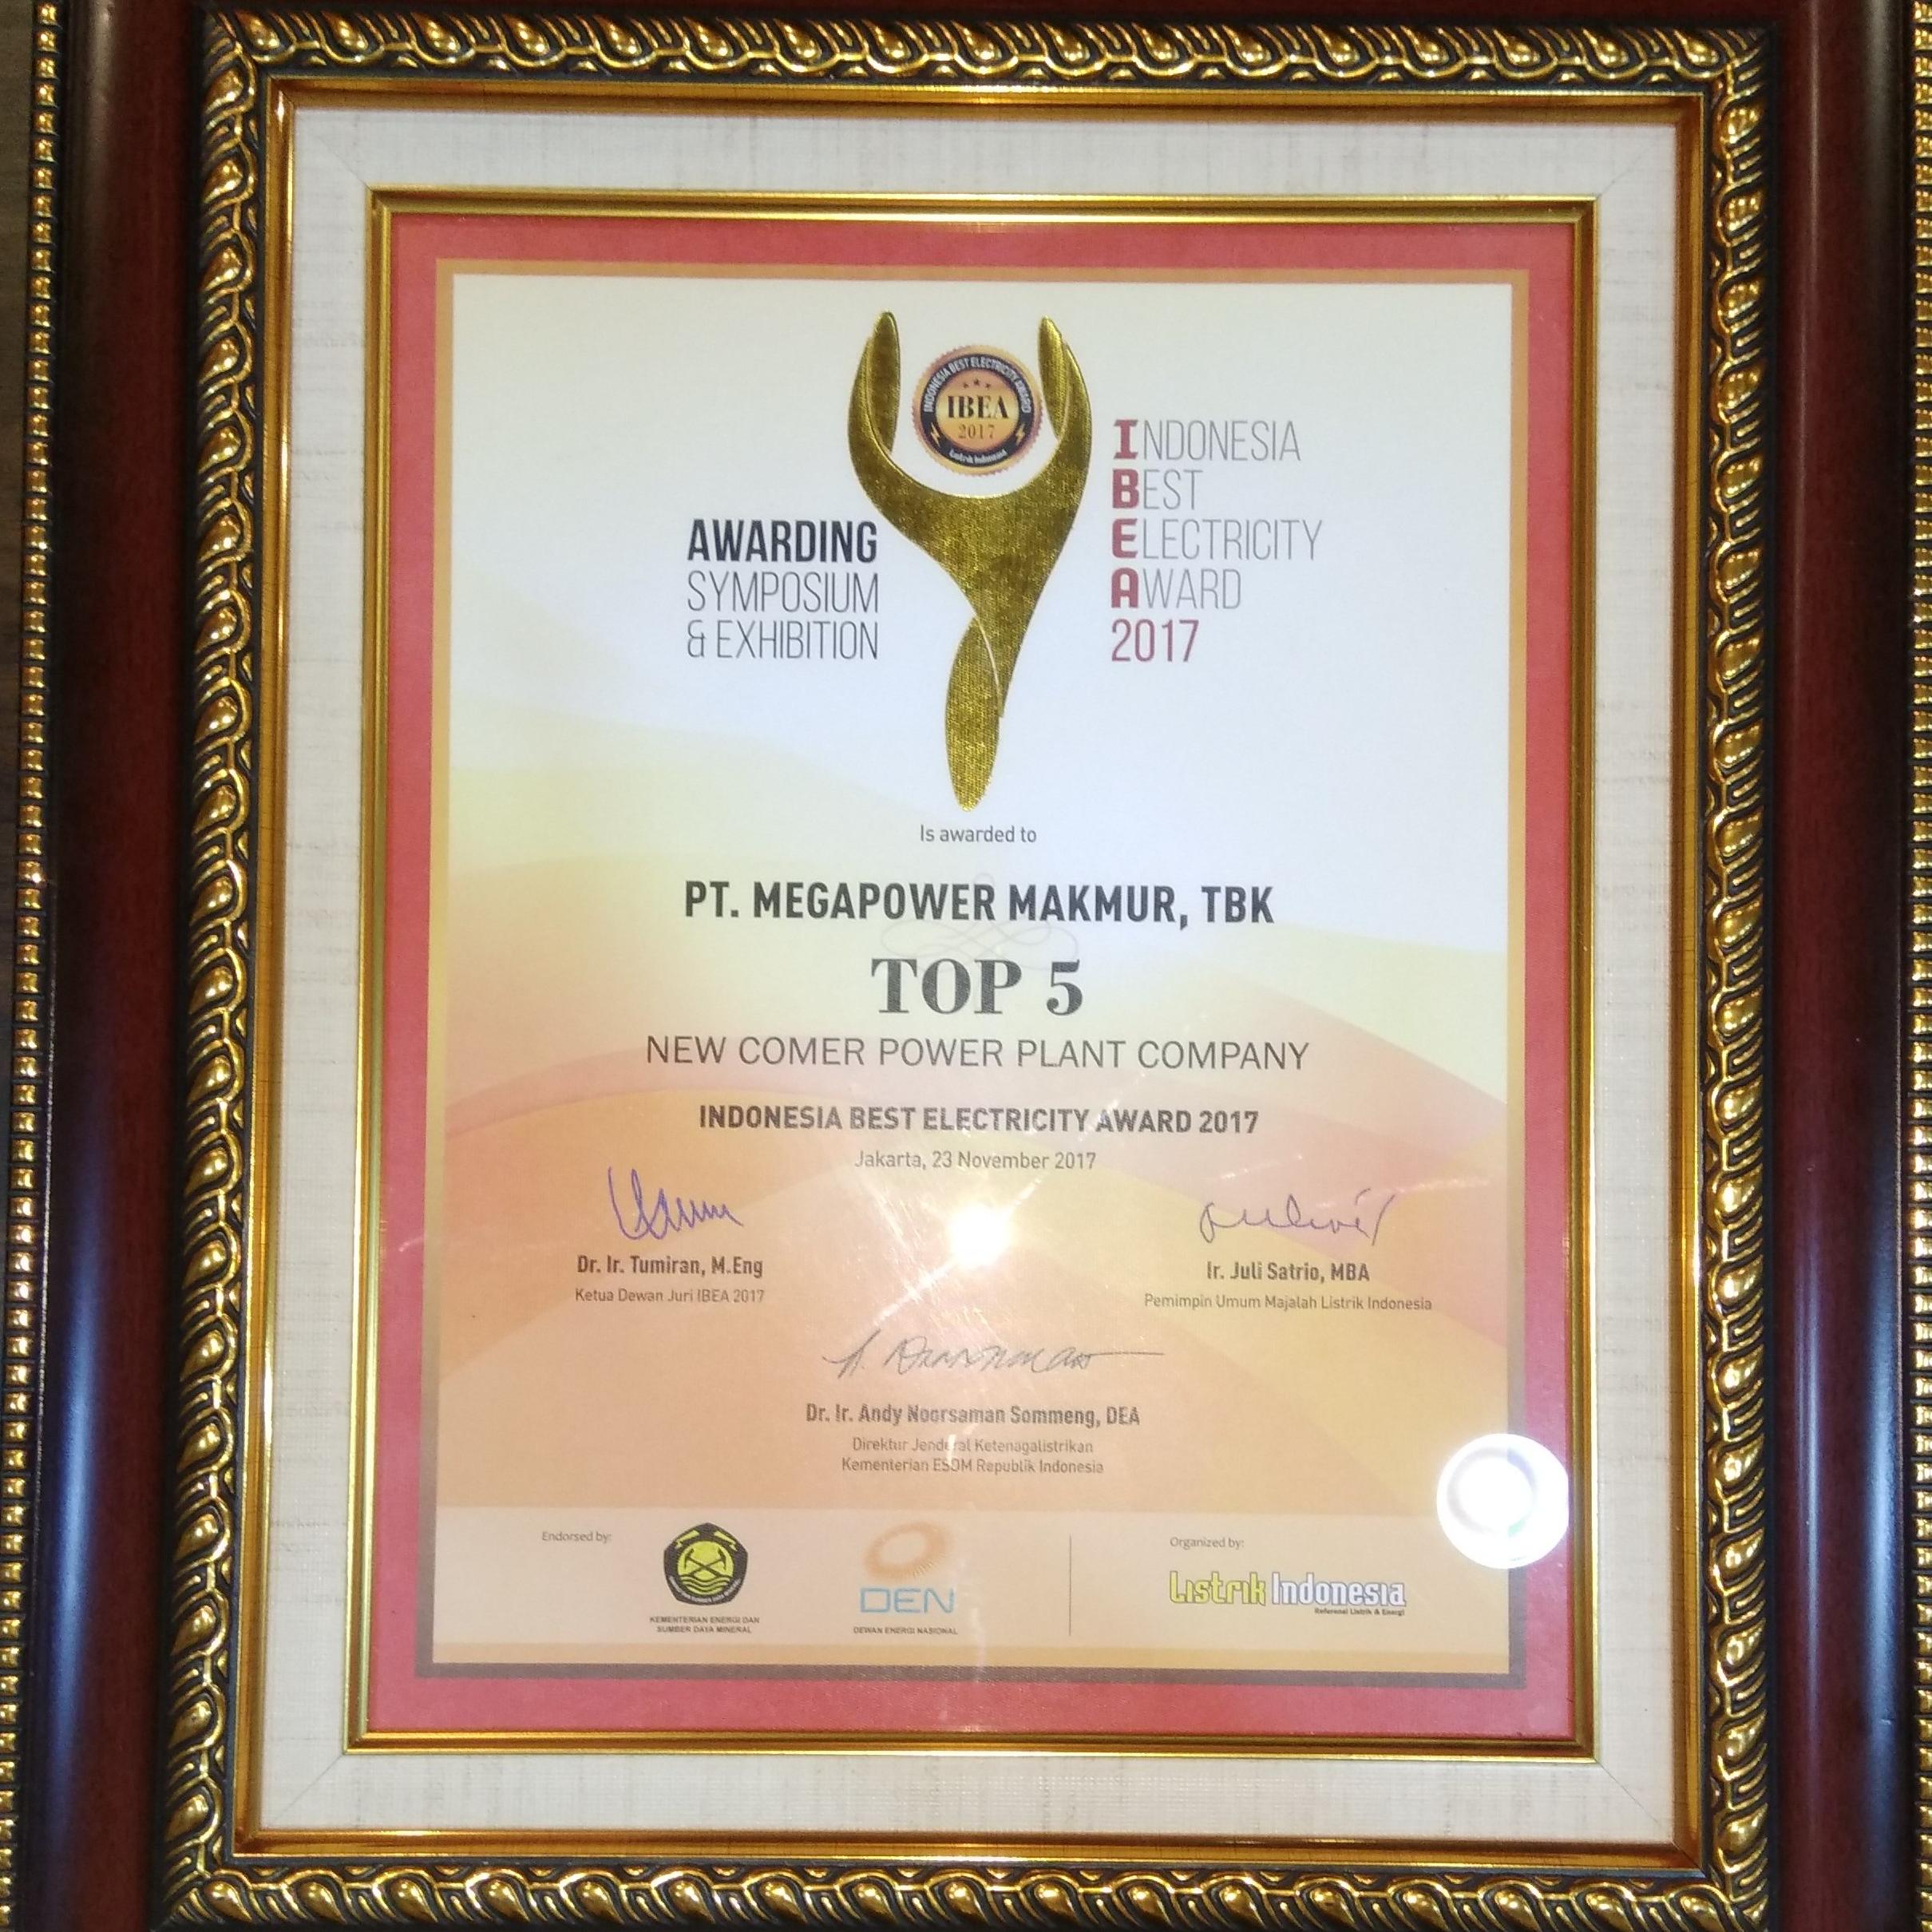 INDONESIA BEST ELECTRICITY AWARD
IBEA
2017
Listrik Indonesia
AWARDING
SYMPOSIUM
& EXHIBITION
INDONESIA
BEST
ELECTRICITY
AWARD
2017
Is awarded to
PT. MEGAPOWER MAKMUR, TBK
TOP 5
NEW COMER POWER PLANT COMPANY
INDONESIA BEST ELECTRICITY AWARD 2017
Jakarta, 23 November 2017
Dr. Ir. Tumiran, M.Eng
Ketua Dewan Juri IBEA 2017
Ir. Juli Satrio, MBA
Pemimpin Umum Majalah Listrik Indonesia
Dr. Ir. Andy Noorsaman Sommeng, DEA
Direktur Jenderal Ketenagalistrikan
Kementerian ESDM Republik Indonesia
Endorsed by:
KEMENTERIAN ENERGI DAN
SUMBER DAYA MINERAL
DEN
DEWAN ENERGI NASIONAL
Organized by:
Listrik Indonesia
Referensi Listrik & Energi